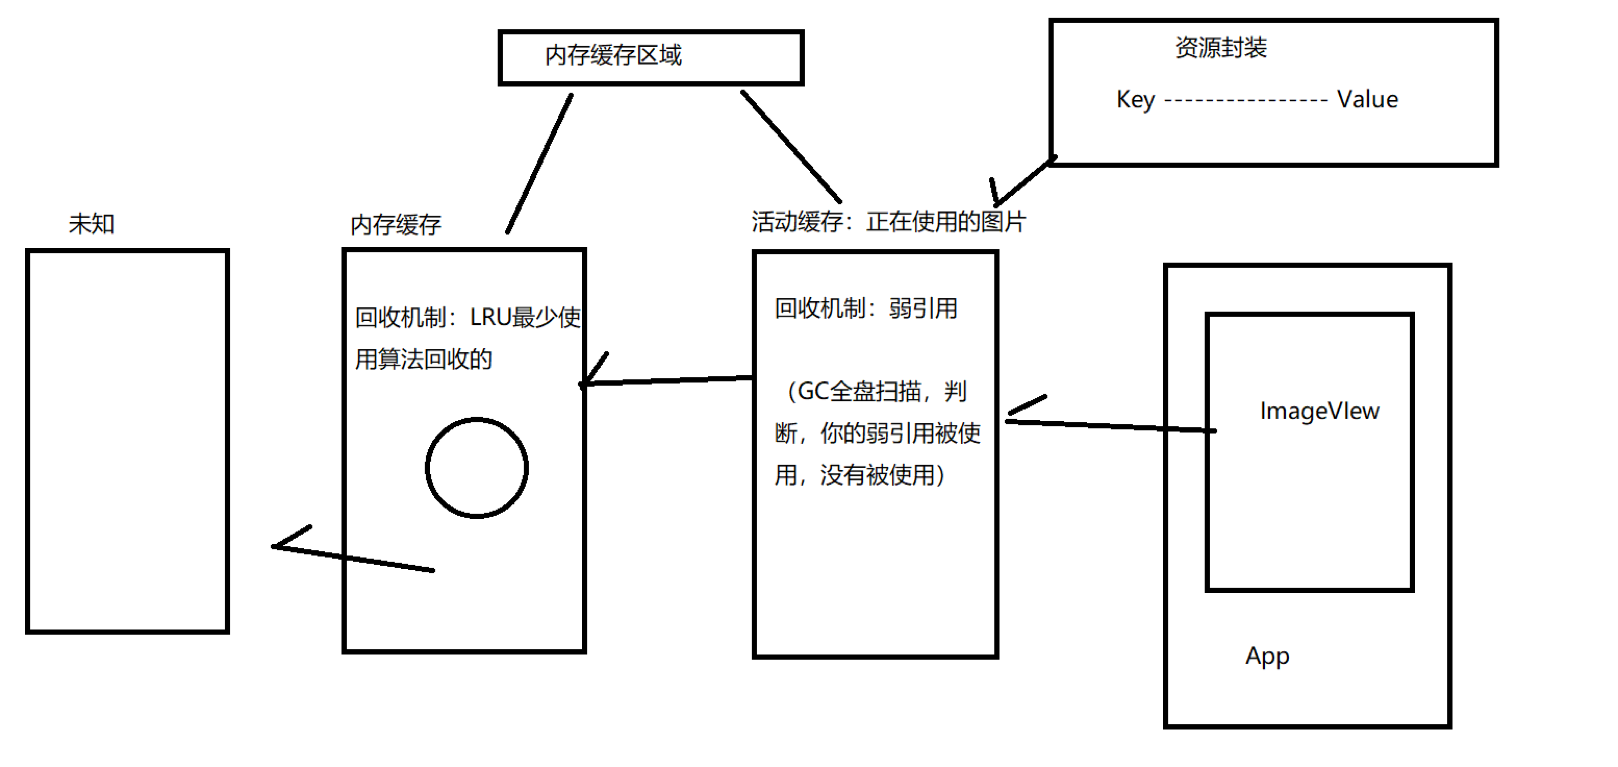 内存缓存区域
资源封装
Key ---------------- Value
未知
内存缓存
活动缓存：正在使用的图片
回收机制：LRU最少使
用算法回收的
回收机制：弱引用
（GC全盘扫描，判
断，你的弱引用被使
用，没有被使用）
ImageVIew
App